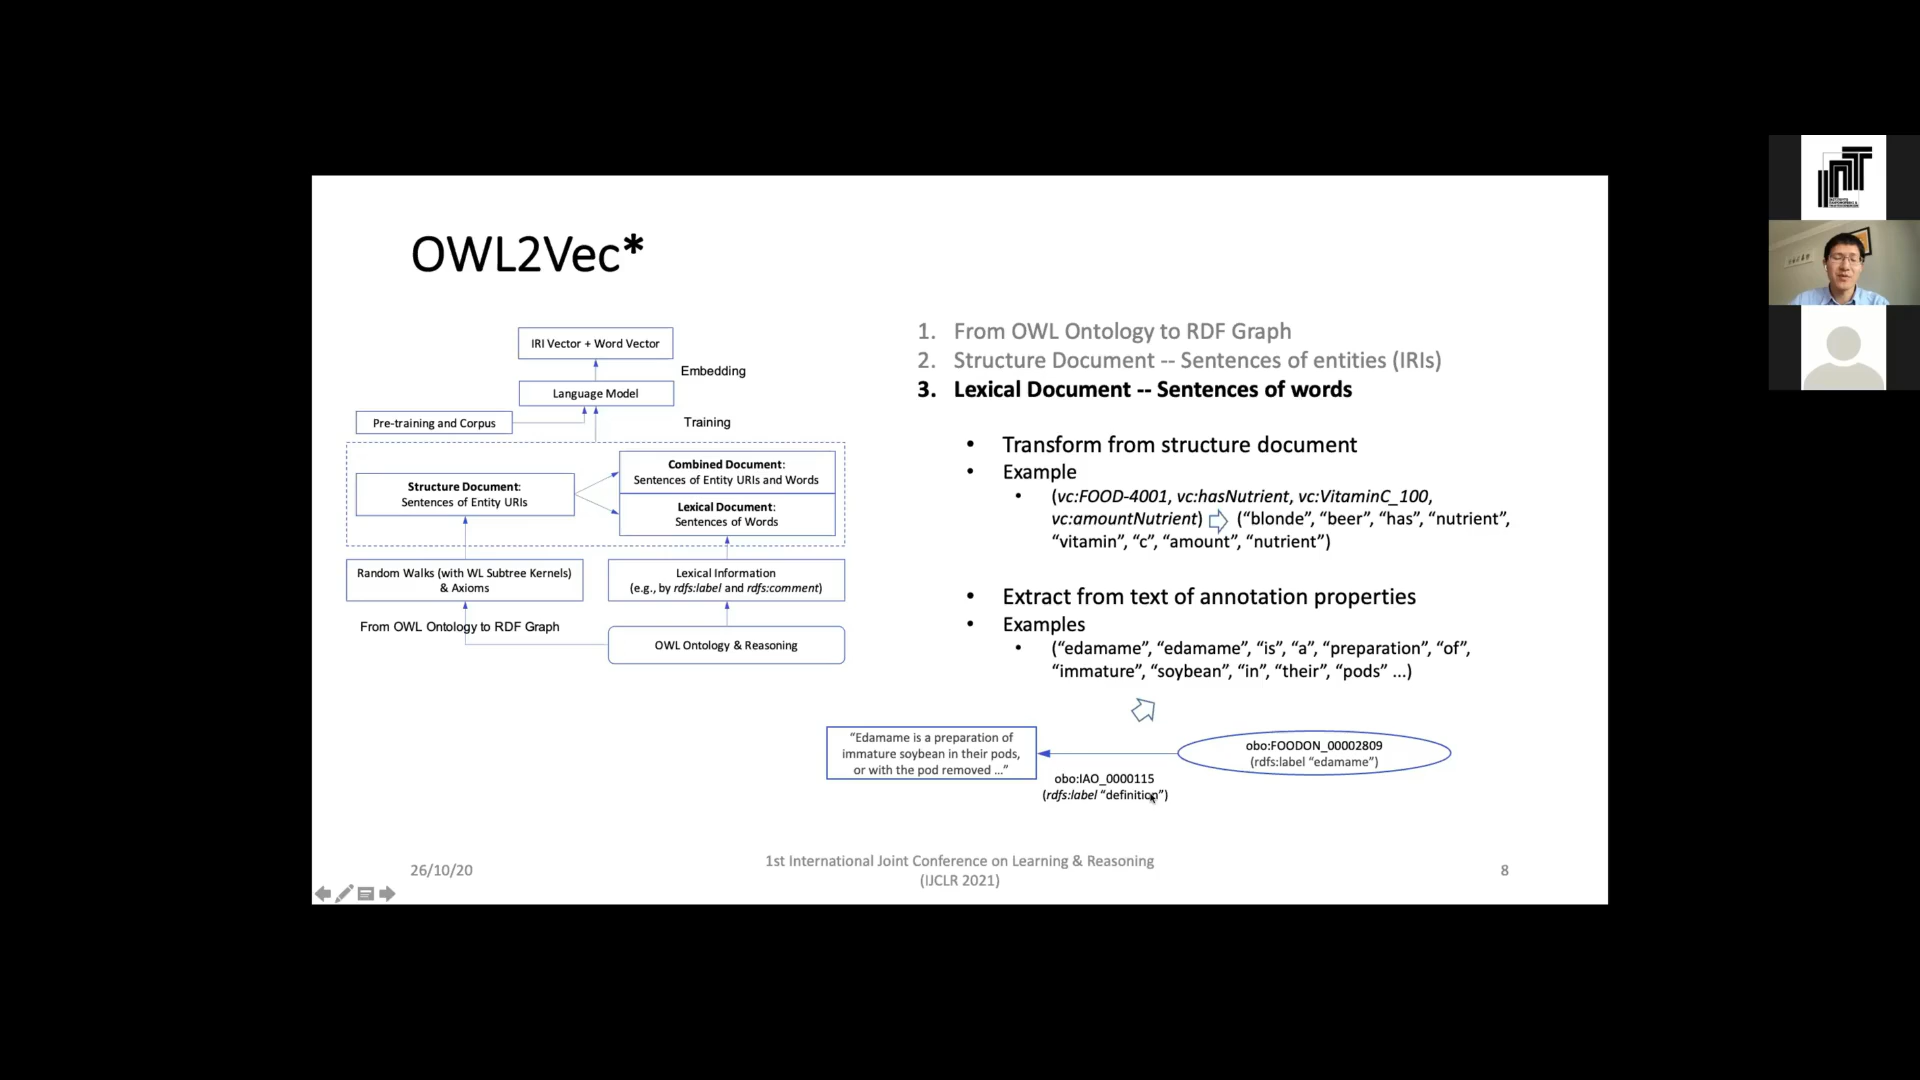 OWL2Vec*
IRI Vector + Word Vector
Embedding
Language Model
Pre-training and Corpus
Training
Combined Document:
Sentences of Entity URIs and Words
Structure Document:
Sentences of Entity URIs
Lexical Document:
Sentences of Words
Random Walks (with WL Subtree Kernels)
& Axioms
Lexical Information
(e.g., by rdfs:label and rdfs:comment)
From OWL Ontology to RDF Graph
OWL Ontology & Reasoning
1. From OWL Ontology to RDF Graph
2. Structure Document -- Sentences of entities (IRIs)
3. Lexical Document -- Sentences of words
• Transform from structure document
• Example
• (vc:FOOD-4001, vc:hasNutrient, vc:VitaminC_100,
vc:amountNutrient) (“blonde”, “beer”, “has”, “nutrient”,
“vitamin”, “c”, “amount”, “nutrient”)
• Extract from text of annotation properties
• Examples
• (“edamame”, “edamame”, “is”, “a”, “preparation”, “of”,
“immature”, “soybean”, “in”, “their”, “pods” ...)
“Edamame is a preparation of
immature soybean in their pods,
or with the pod removed ...”
obo:IAO_0000115
(rdfs:label “definition”)
obo:FOODON_00002809
(rdfs:label “edamame”)
26/10/20
1st International Joint Conference on Learning & Reasoning
(IJCLR 2021)
8